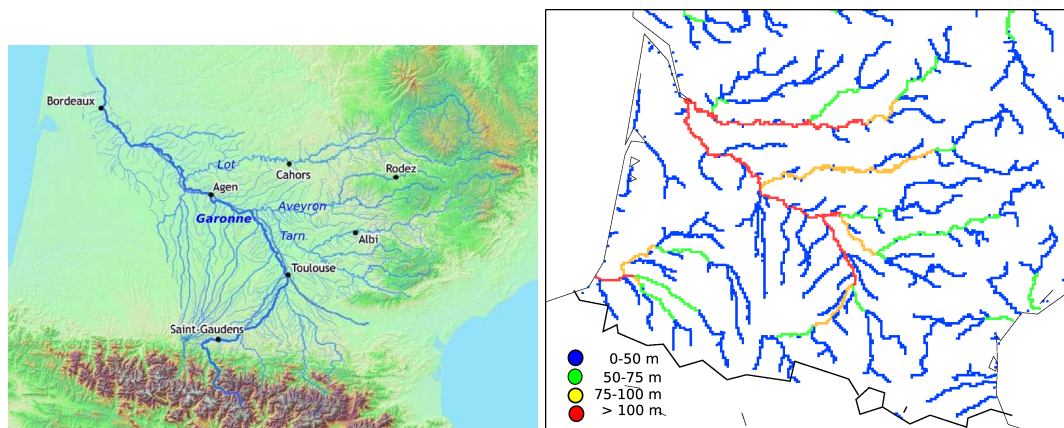 Bordeaux
Lot
Cahors
Rodez
Agen
Aveyron
Garonne
Tarn
Albi
Toulouse
Saint-Gaudens
0-50 m
50-75 m
75-100 m
> 100 m